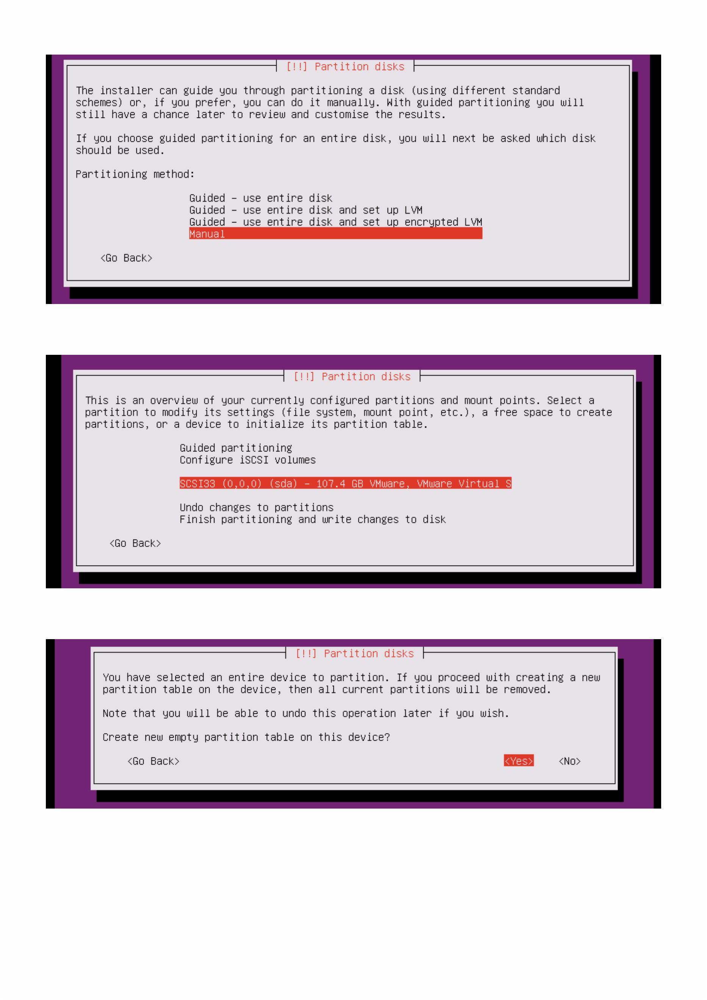 [!!] Partition disks
The installer can guide you through partitioning a disk (using different standard
schemes) or, if you prefer, you can do it manually. With guided partitioning you will
still have a chance later to review and customise the results.
If you choose guided partitioning for an entire disk, you will next be asked which disk
should be used.
Partitioning method:
Guided - use entire disk
Guided - use entire disk and set up LVM
Guided - use entire disk and set up encrypted LVM
Manual
<Go Back>
[!!] Partition disks
This is an overview of your currently configured partitions and mount points. Select a
partition to modify its settings (file system, mount point, etc.), a free space to create
partitions, or a device to initialize its partition table.
Guided partitioning
Configure iSCSI volumes
SCSI33 (0,0,0) (sda) - 107.4 GB VMware, VMware Virtual S
Undo changes to partitions
Finish partitioning and write changes to disk
<Go Back>
[!!] Partition disks
You have selected an entire device to partition. If you proceed with creating a new
partition table on the device, then all current partitions will be removed.
Note that you will be able to undo this operation later if you wish.
Create new empty partition table on this device?
<Go Back> <Yes> <No>